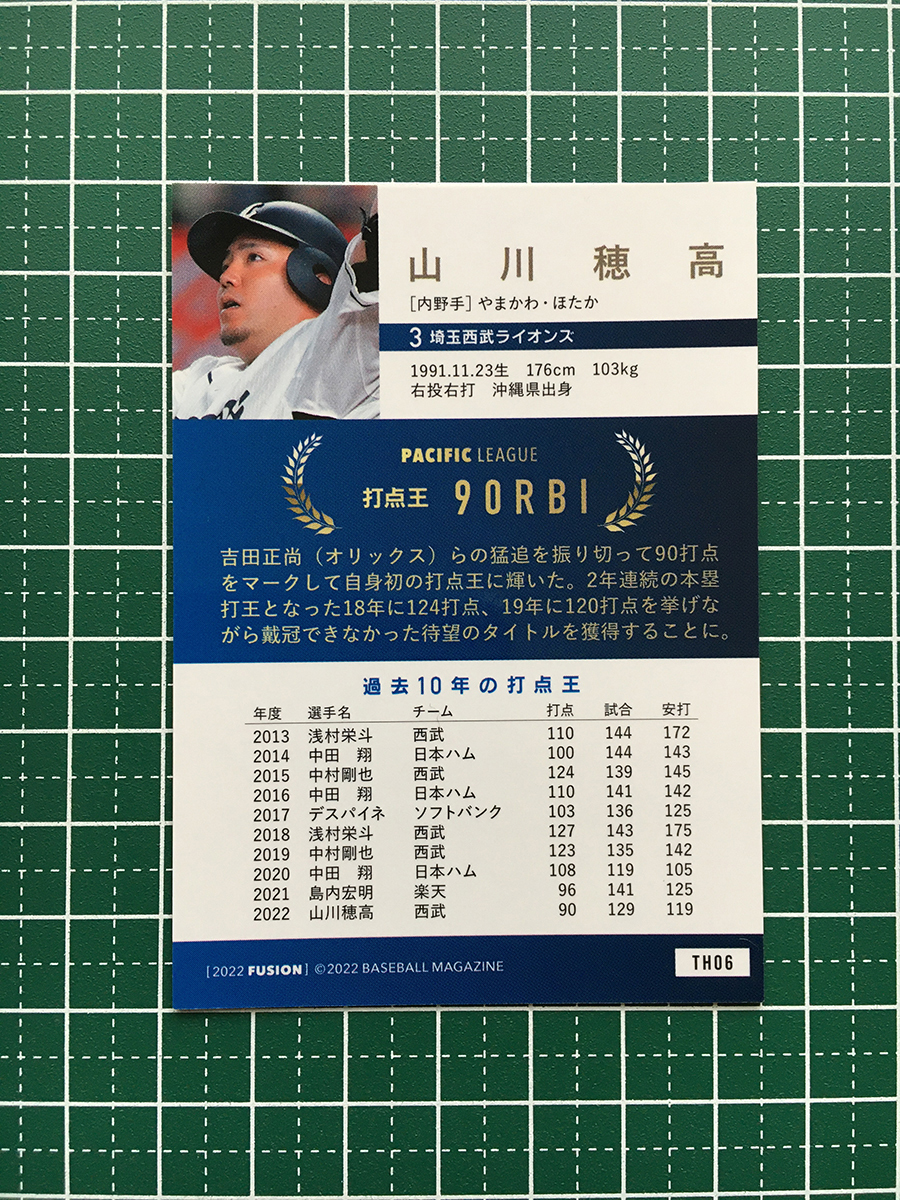 山川穂高
[内野手] やまかわ・ほたか
3 埼玉西武ライオンズ
1991.11.23生 176cm 103kg
右投右打 沖縄県出身
PACIFIC LEAGUE
打点王 90RBI
吉田正尚（オリックス）らの猛追を振り切って90打点
をマークして自身初の打点王に輝いた。2年連続の本塁
打王となった18年に124打点、19年に120打点を挙げな
がら戴冠できなかった待望のタイトルを獲得することに。
過去10年の打点王
年度 選手名 チーム 打点 試合 安打
2013 浅村栄斗 西武 110 144 172
2014 中田 翔 日本ハム 100 144 143
2015 中村剛也 西武 124 139 145
2016 中田 翔 日本ハム 110 141 142
2017 デスパイネ ソフトバンク 103 136 125
2018 浅村栄斗 西武 127 143 175
2019 中村剛也 西武 123 135 142
2020 中田 翔 日本ハム 108 119 105
2021 島内宏明 楽天 96 141 125
2022 山川穂高 西武 90 129 119
[2022 FUSION] ©2022 BASEBALL MAGAZINE
TH06